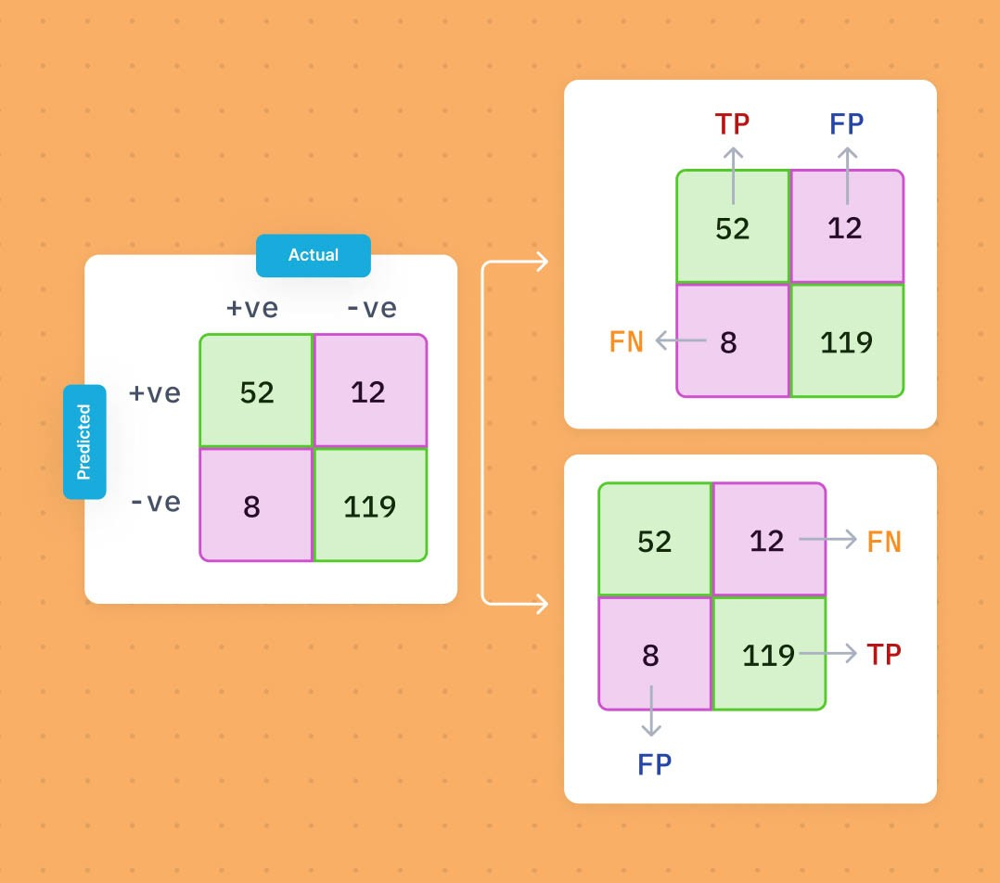 Actual
+ve -ve
Predicted
+ve 52 12
-ve 8 119
TP FP
52 12
FN 8 119
52 12 FN
8 119 TP
FP